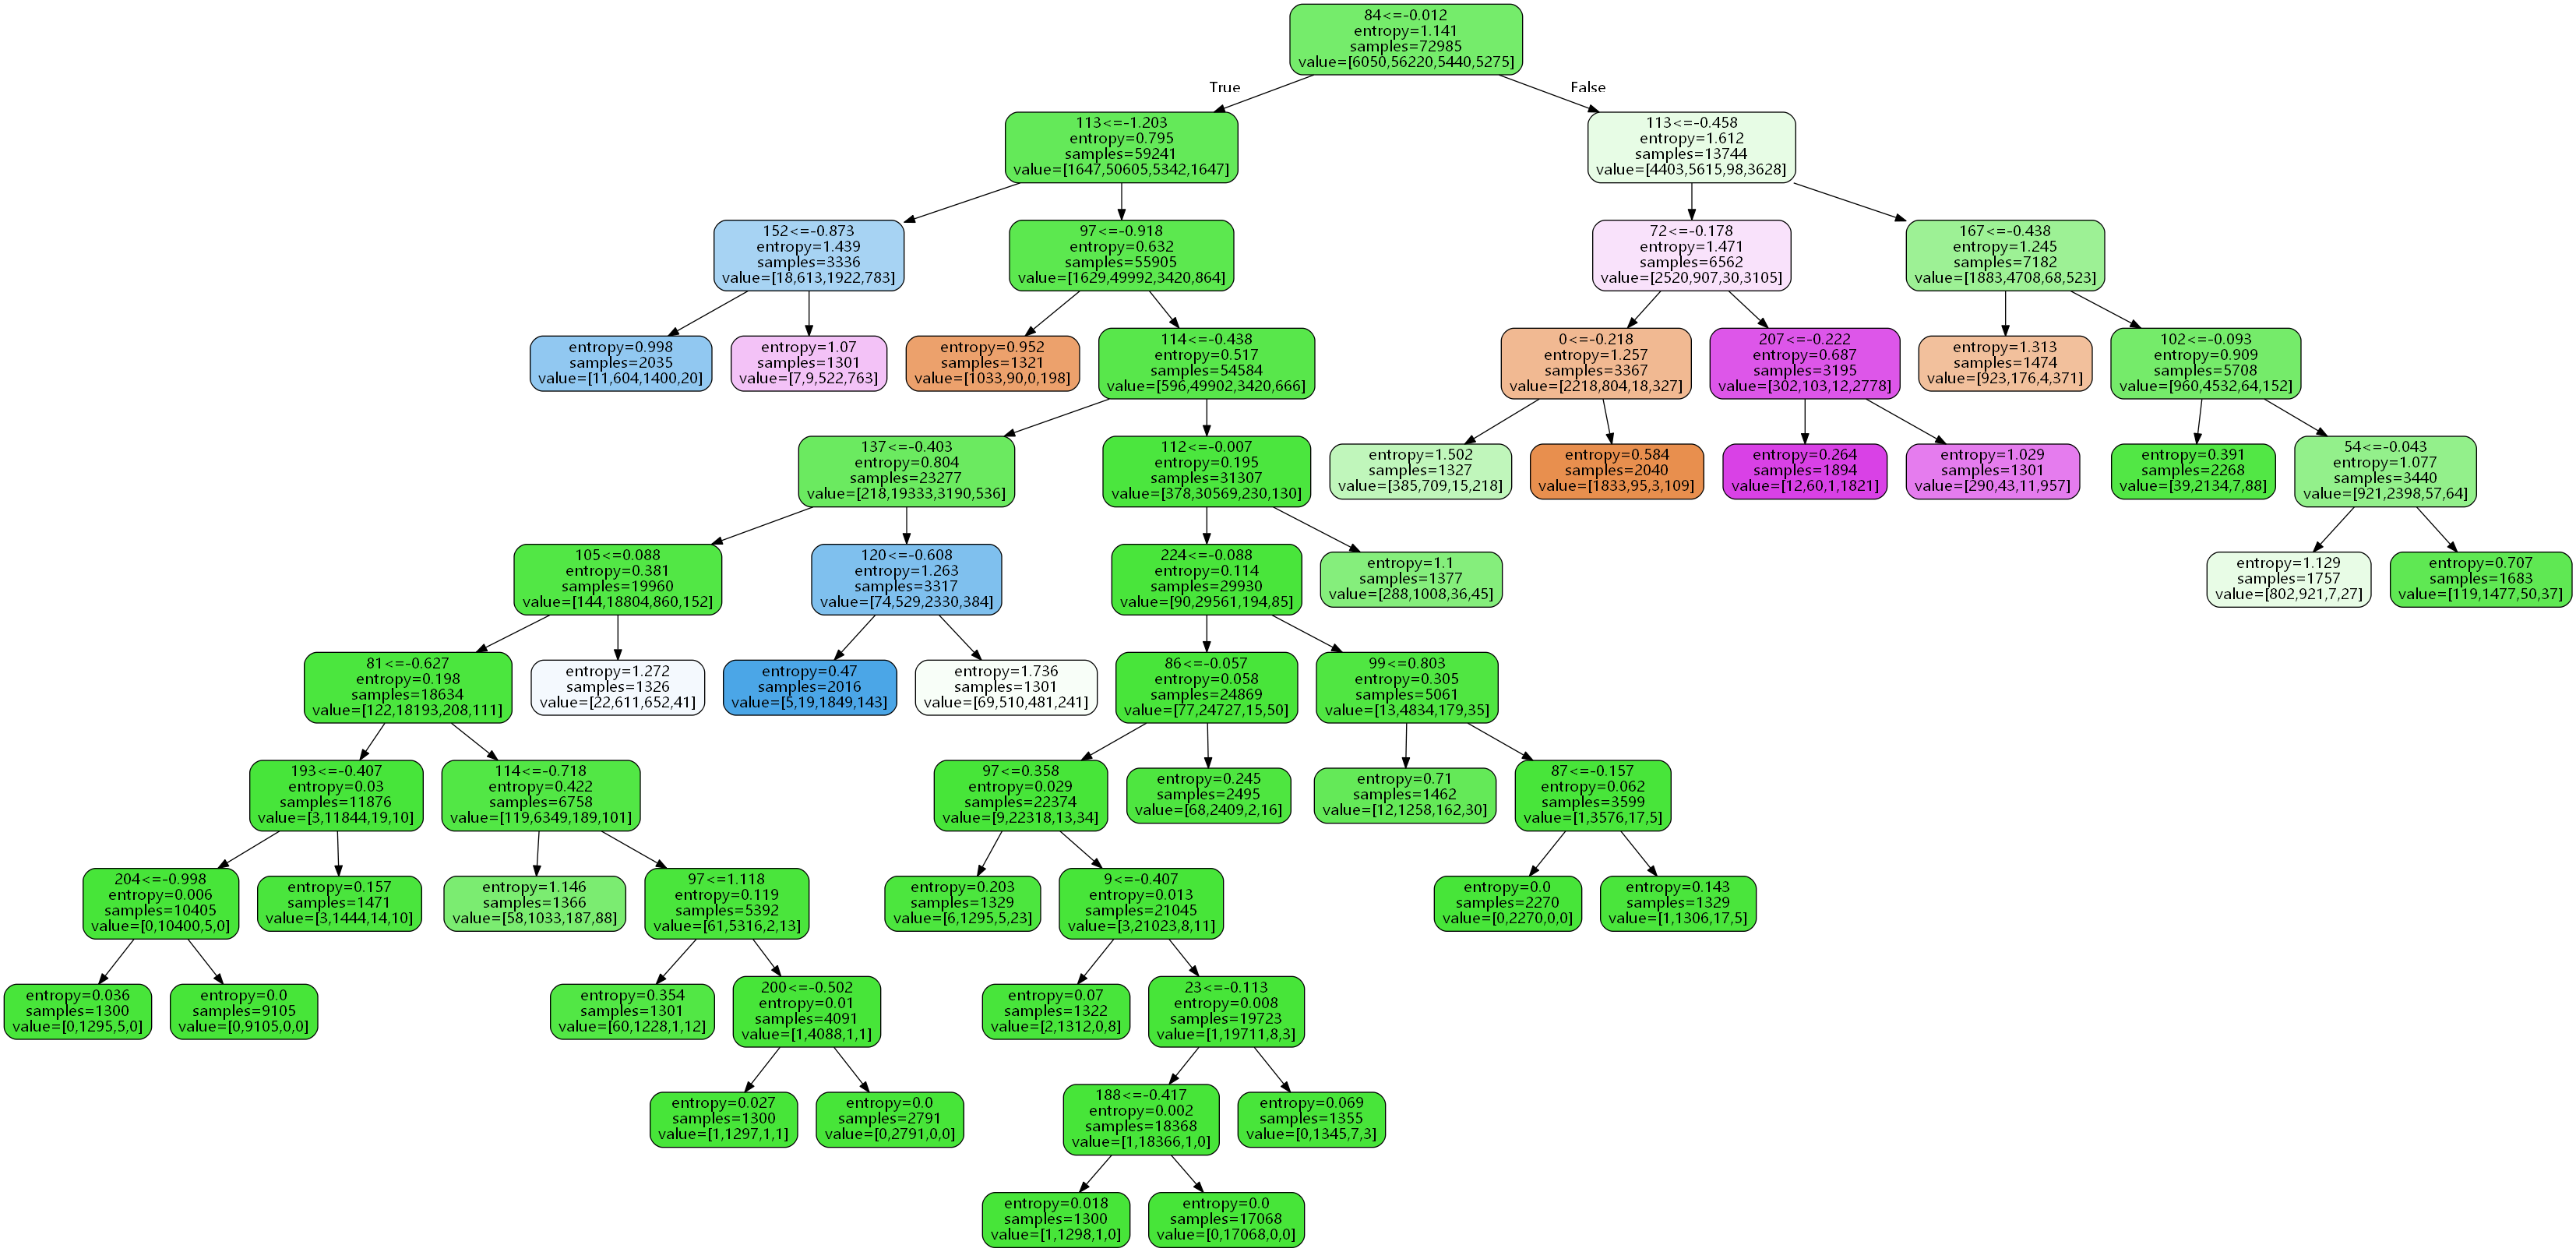 84<=-0.012
entropy=1.141
samples=72985
value=[6050,56220,5440,5275]
True
False
113<=-1.203
entropy=0.795
samples=59241
value=[1647,50605,5342,1647]
113<=-0.458
entropy=1.612
samples=13744
value=[4403,5615,98,3628]
152<=-0.873
entropy=1.439
samples=3336
value=[18,613,1922,783]
97<=-0.918
entropy=0.632
samples=55905
value=[1629,49992,3420,864]
72<=-0.178
entropy=1.471
samples=6562
value=[2520,907,30,3105]
167<=-0.438
entropy=1.245
samples=7182
value=[1883,4708,68,523]
entropy=0.998
samples=2035
value=[11,604,1400,20]
entropy=1.07
samples=1301
value=[7,9,522,763]
entropy=0.952
samples=1321
value=[1033,90,0,198]
114<=-0.438
entropy=0.517
samples=54584
value=[596,49902,3420,666]
0<=-0.218
entropy=1.257
samples=3367
value=[2218,804,18,327]
207<=-0.222
entropy=0.687
samples=3195
value=[302,103,12,2778]
entropy=1.313
samples=1474
value=[923,176,4,371]
102<=-0.093
entropy=0.909
samples=5708
value=[960,4532,64,152]
137<=-0.403
entropy=0.804
samples=23277
value=[218,19333,3190,536]
112<=-0.007
entropy=0.195
samples=31307
value=[378,30569,230,130]
entropy=1.502
samples=1327
value=[385,709,15,218]
entropy=0.584
samples=2040
value=[1833,95,3,109]
entropy=0.264
samples=1894
value=[12,60,1,1821]
entropy=1.029
samples=1301
value=[290,43,11,957]
entropy=0.391
samples=2268
value=[39,2134,7,88]
54<=-0.043
entropy=1.077
samples=3440
value=[921,2398,57,64]
105<=0.088
entropy=0.381
samples=19960
value=[144,18804,860,152]
120<=-0.608
entropy=1.263
samples=3317
value=[74,529,2330,384]
224<=-0.088
entropy=0.114
samples=29930
value=[90,29561,194,85]
entropy=1.1
samples=1377
value=[288,1008,36,45]
entropy=1.129
samples=1757
value=[802,921,7,27]
entropy=0.707
samples=1683
value=[119,1477,50,37]
81<=-0.627
entropy=0.198
samples=18634
value=[122,18193,208,111]
entropy=1.272
samples=1326
value=[22,611,652,41]
entropy=0.47
samples=2016
value=[5,19,1849,143]
entropy=1.736
samples=1301
value=[69,510,481,241]
86<=-0.057
entropy=0.058
samples=24869
value=[77,24727,15,50]
99<=0.803
entropy=0.305
samples=5061
value=[13,4834,179,35]
193<=-0.407
entropy=0.03
samples=11876
value=[3,11844,19,10]
114<=-0.718
entropy=0.422
samples=6758
value=[119,6349,189,101]
97<=0.358
entropy=0.029
samples=22374
value=[9,22318,13,34]
entropy=0.245
samples=2495
value=[68,2409,2,16]
entropy=0.71
samples=1462
value=[12,1258,162,30]
87<=-0.157
entropy=0.062
samples=3599
value=[1,3576,17,5]
204<=-0.998
entropy=0.006
samples=10405
value=[0,10400,5,0]
entropy=0.157
samples=1471
value=[3,1444,14,10]
entropy=1.146
samples=1366
value=[58,1033,187,88]
97<=1.118
entropy=0.119
samples=5392
value=[61,5316,2,13]
entropy=0.203
samples=1329
value=[6,1295,5,23]
9<=-0.407
entropy=0.013
samples=21045
value=[3,21023,8,11]
entropy=0.0
samples=2270
value=[0,2270,0,0]
entropy=0.143
samples=1329
value=[1,1306,17,5]
entropy=0.036
samples=1300
value=[0,1295,5,0]
entropy=0.0
samples=9105
value=[0,9105,0,0]
entropy=0.354
samples=1301
value=[60,1228,1,12]
200<=-0.502
entropy=0.01
samples=4091
value=[1,4088,1,1]
entropy=0.07
samples=1322
value=[2,1312,0,8]
23<=-0.113
entropy=0.008
samples=19723
value=[1,19711,8,3]
entropy=0.027
samples=1300
value=[1,1297,1,1]
entropy=0.0
samples=2791
value=[0,2791,0,0]
188<=-0.417
entropy=0.002
samples=18368
value=[1,18366,1,0]
entropy=0.069
samples=1355
value=[0,1345,7,3]
entropy=0.018
samples=1300
value=[1,1298,1,0]
entropy=0.0
samples=17068
value=[0,17068,0,0]